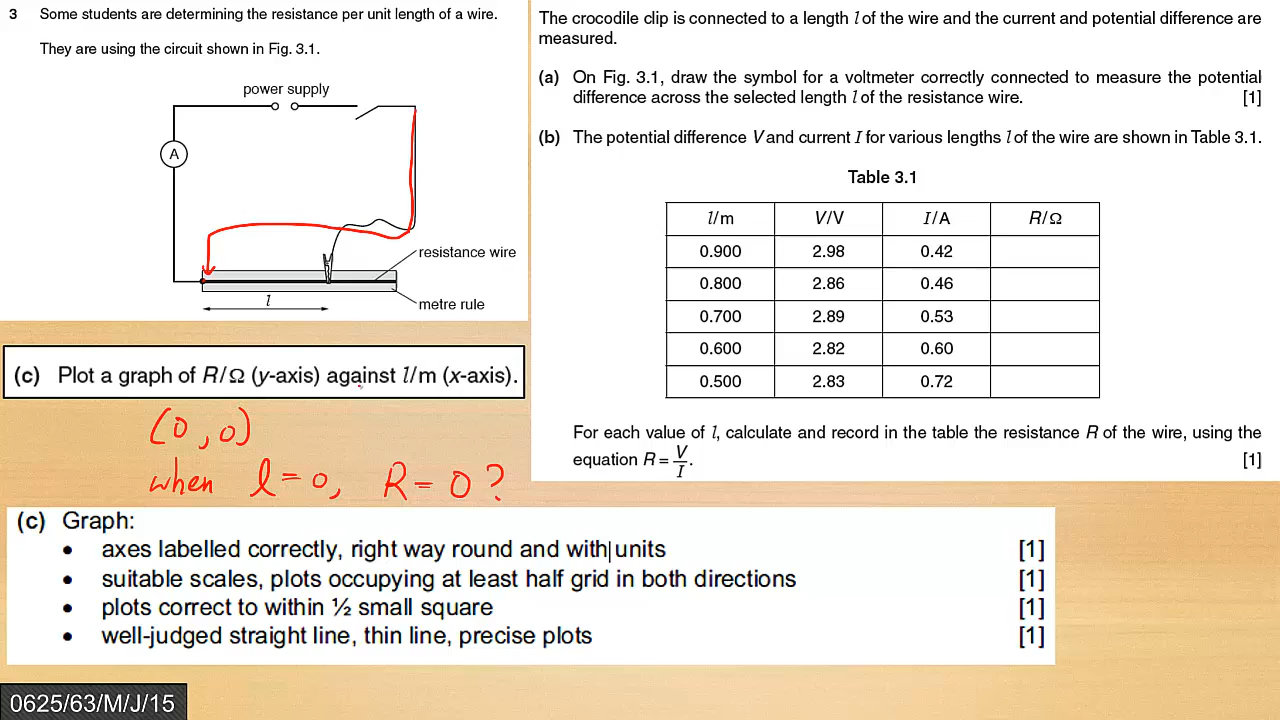 3 Some students are determining the resistance per unit length of a wire.
They are using the circuit shown in Fig. 3.1.
power supply
A
resistance wire
l
metre rule
The crocodile clip is connected to a length l of the wire and the current and potential difference are
measured.
(a) On Fig. 3.1, draw the symbol for a voltmeter correctly connected to measure the potential
difference across the selected length l of the resistance wire. [1]
(b) The potential difference V and current I for various lengths l of the wire are shown in Table 3.1.
Table 3.1
l/m V/V I/A R/Ω
0.900 2.98 0.42
0.800 2.86 0.46
0.700 2.89 0.53
0.600 2.82 0.60
0.500 2.83 0.72
For each value of l, calculate and record in the table the resistance R of the wire, using the
equation R = V/I. [1]
(c) Plot a graph of R/Ω (y-axis) against l/m (x-axis).
(0, 0)
when l = 0, R = 0?
(c) Graph:
• axes labelled correctly, right way round and with units [1]
• suitable scales, plots occupying at least half grid in both directions [1]
• plots correct to within ½ small square [1]
• well-judged straight line, thin line, precise plots [1]
0625/63/M/J/15